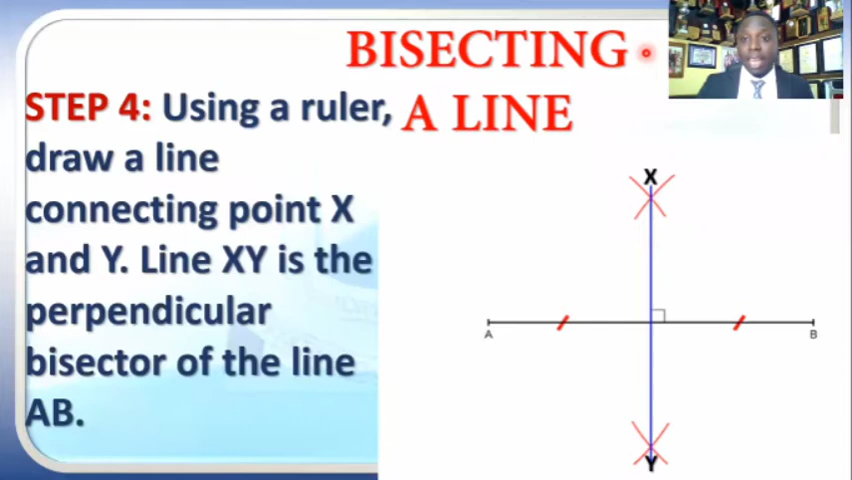 BISECTING
A LINE
STEP 4: Using a ruler,
draw a line
connecting point X
and Y. Line XY is the
perpendicular
bisector of the line
AB.
X
A
B
Y